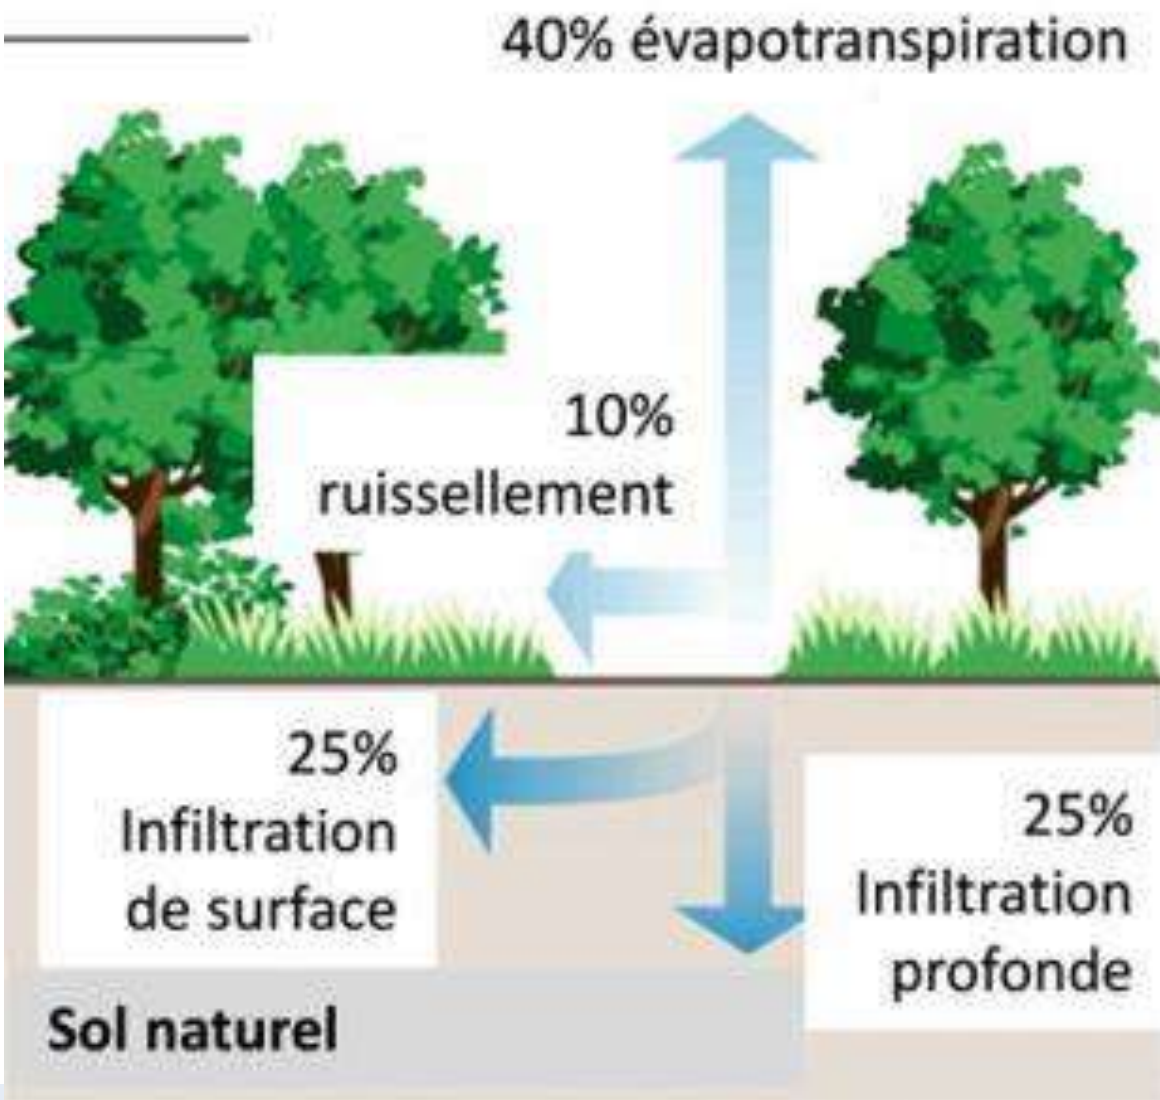 40% évapotranspiration
10%
ruissellement
25%
Infiltration
de surface
25%
Infiltration
profonde
Sol naturel